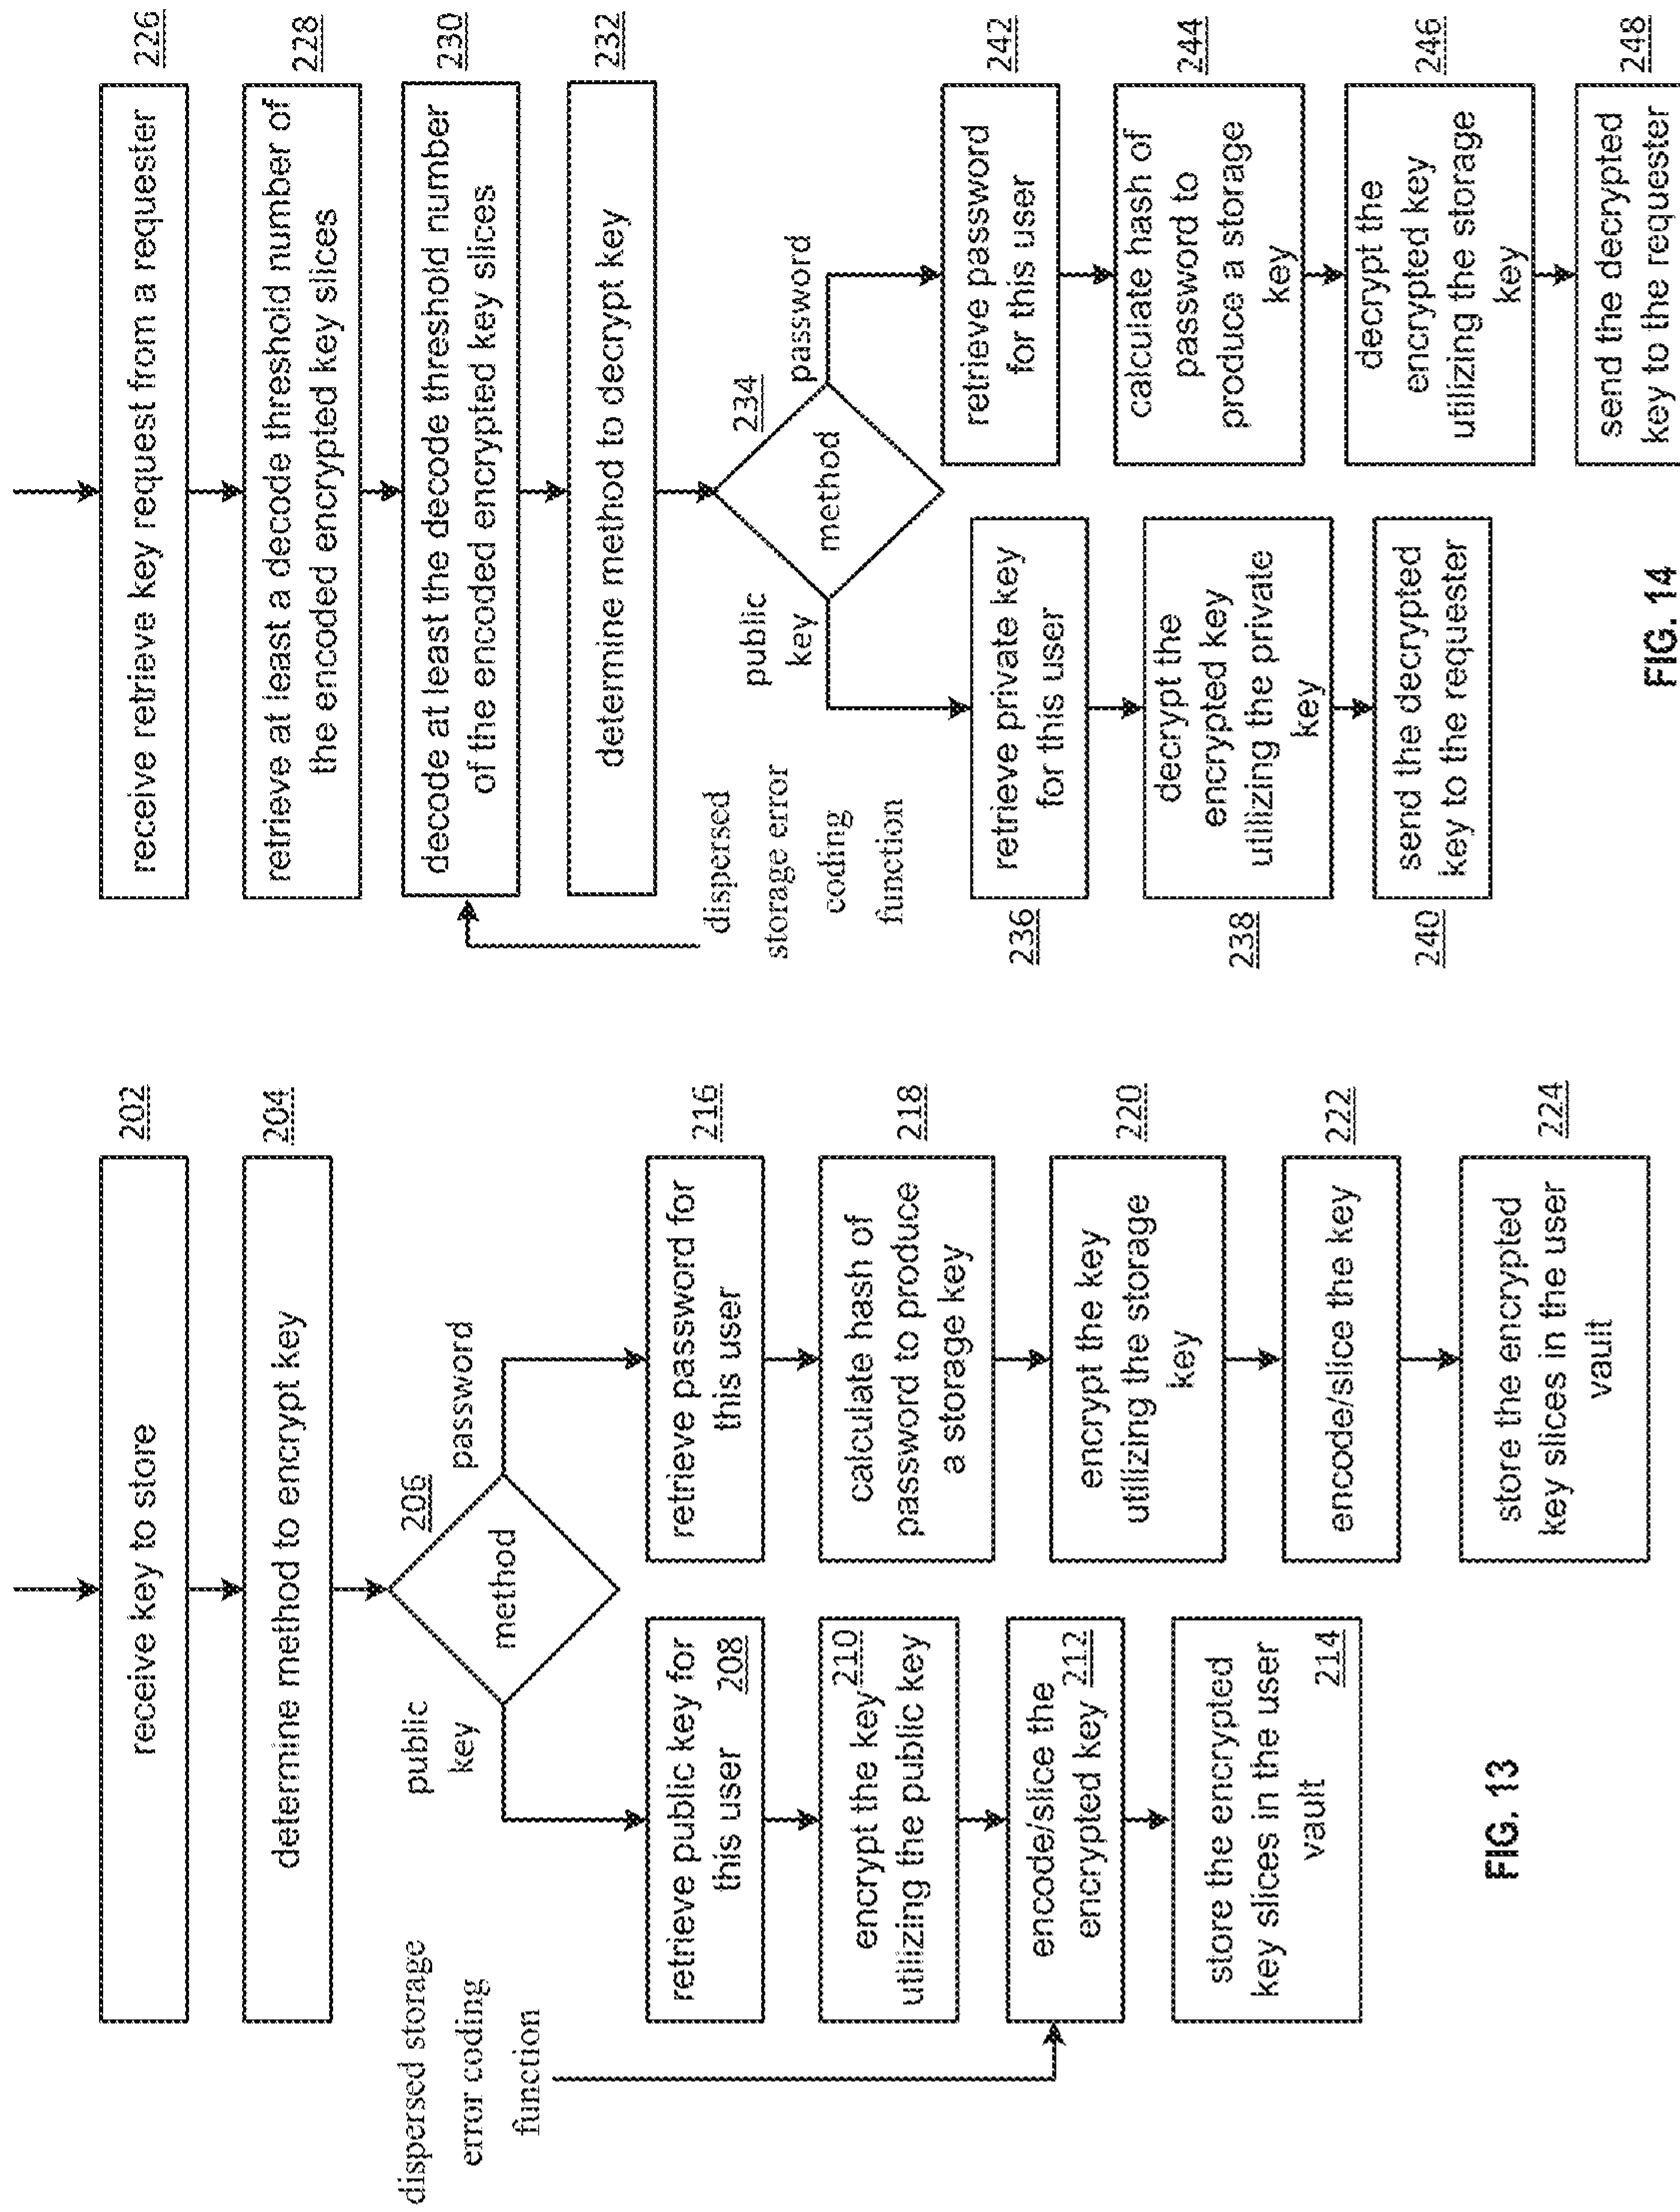 receive key to store
202
determine method to encrypt key
204
206
method
public
key
password
dispersed storage
error coding
function
retrieve public key for
this user
208
encrypt the key
210
utilizing the public key
encode/slice the
encrypted key
212
store the encrypted
key slices in the user
vault
214
retrieve password for
this user
216
calculate hash of
password to produce
a storage key
218
encrypt the key
utilizing the storage
key
220
encode/slice the key
222
store the encrypted
key slices in the user
vault
224
FIG. 13
receive retrieve key request from a requester
226
retrieve at least a decode threshold number of
the encoded encrypted key slices
228
decode at least the decode threshold number
of the encoded encrypted key slices
230
determine method to decrypt key
232
234
method
public
key
password
dispersed
storage error
coding
function
retrieve private key
for this user
236
decrypt the
encrypted key
utilizing the private
key
238
send the decrypted
key to the requester
240
retrieve password
for this user
242
calculate hash of
password to
produce a storage
key
244
decrypt the
encrypted key
utilizing the storage
key
246
send the decrypted
key to the requester
248
FIG. 14